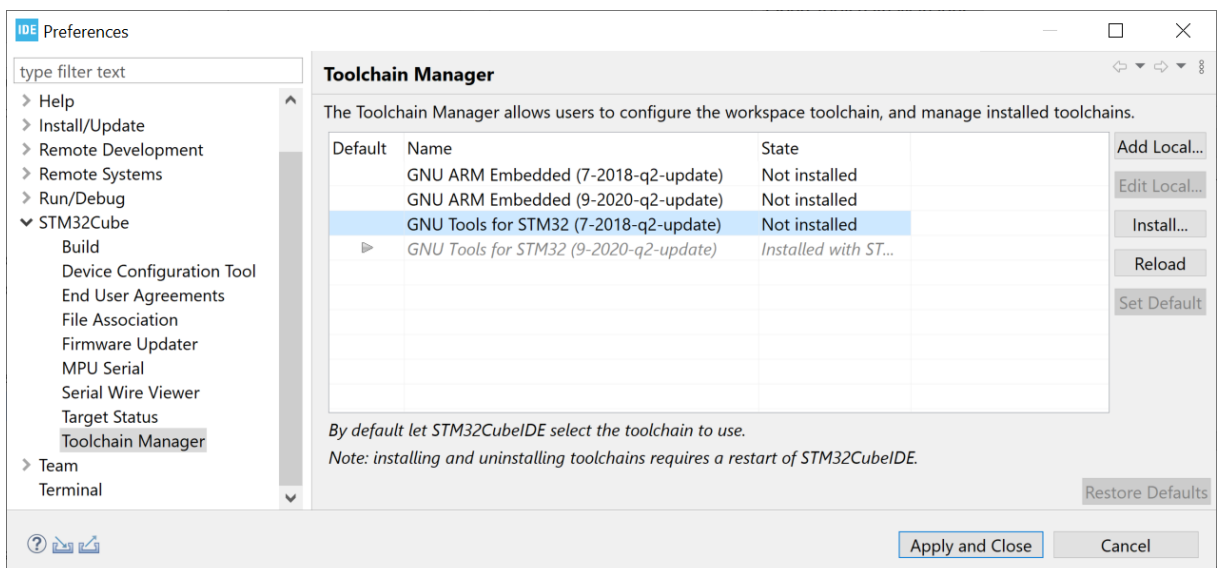 IDE Preferences
type filter text
Help
Install/Update
Remote Development
Remote Systems
Run/Debug
STM32Cube
Build
Device Configuration Tool
End User Agreements
File Association
Firmware Updater
MPU Serial
Serial Wire Viewer
Target Status
Toolchain Manager
Team
Terminal
Toolchain Manager
The Toolchain Manager allows users to configure the workspace toolchain, and manage installed toolchains.
Default Name State
GNU ARM Embedded (7-2018-q2-update) Not installed
GNU ARM Embedded (9-2020-q2-update) Not installed
GNU Tools for STM32 (7-2018-q2-update) Not installed
GNU Tools for STM32 (9-2020-q2-update) Installed with ST...
Add Local...
Edit Local...
Install...
Reload
Set Default
By default let STM32CubeIDE select the toolchain to use.
Note: installing and uninstalling toolchains requires a restart of STM32CubeIDE.
Restore Defaults
?
Apply and Close
Cancel